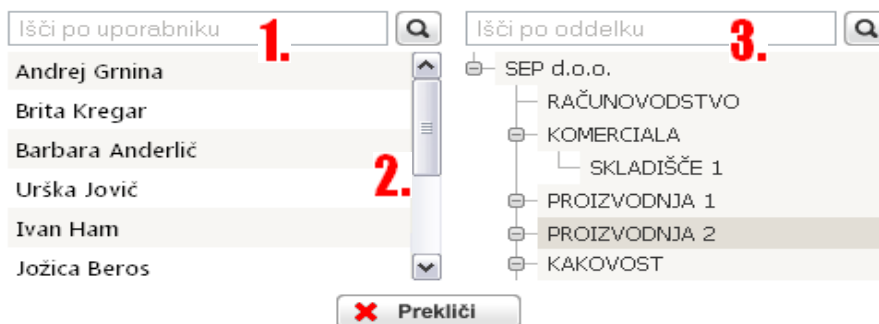 Išči po uporabniku
1.
Andrej Grnina
Brita Kregar
Barbara Anderlič
2.
Urška Jovič
Ivan Ham
Jožica Beros
Išči po oddelku
3.
SEP d.o.o.
RAČUNOVODSTVO
KOMERCIALA
SKLADIŠČE 1
PROIZVODNJA 1
PROIZVODNJA 2
KAKOVOST
Prekliči